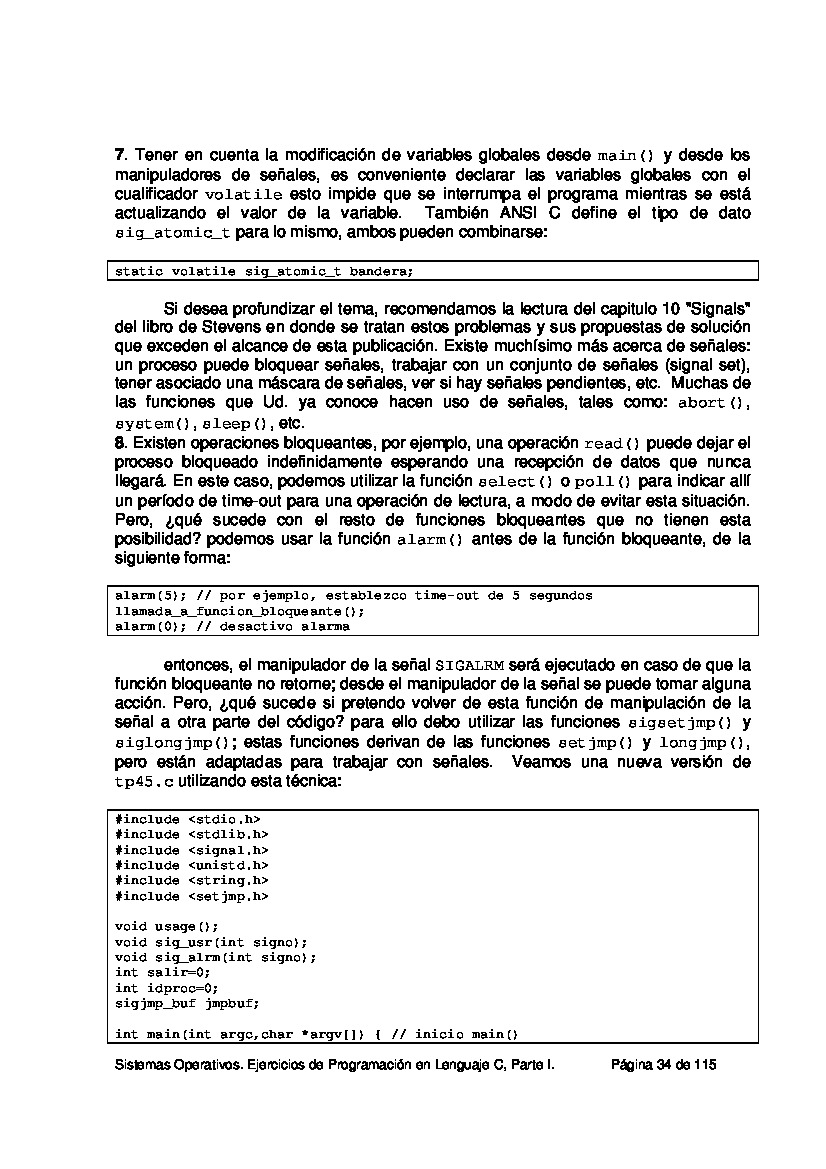 7. Tener en cuenta la modificación de variables globales desde main() y desde los
manipuladores de señales, es conveniente declarar las variables globales con el
cualificador volatile esto impide que se interrumpa el programa mientras se está
actualizando el valor de la variable. También ANSI C define el tipo de dato
sig_atomic_t para lo mismo, ambos pueden combinarse:
static volatile sig_atomic_t bandera;
Si desea profundizar el tema, recomendamos la lectura del capitulo 10 "Signals"
del libro de Stevens en donde se tratan estos problemas y sus propuestas de solución
que exceden el alcance de esta publicación. Existe muchísimo más acerca de señales:
un proceso puede bloquear señales, trabajar con un conjunto de señales (signal set),
tener asociado una máscara de señales, ver si hay señales pendientes, etc. Muchas de
las funciones que Ud. ya conoce hacen uso de señales, tales como: abort(),
system(), sleep(), etc.
8. Existen operaciones bloqueantes, por ejemplo, una operación read() puede dejar el
proceso bloqueado indefinidamente esperando una recepción de datos que nunca
llegará. En este caso, podemos utilizar la función select() o poll() para indicar allí
un período de time-out para una operación de lectura, a modo de evitar esta situación.
Pero, ¿qué sucede con el resto de funciones bloqueantes que no tienen esta
posibilidad? podemos usar la función alarm() antes de la función bloqueante, de la
siguiente forma:
alarm(5); // por ejemplo, establezco time-out de 5 segundos
llamada_a_funcion_bloqueante();
alarm(0); // desactivo alarma
entonces, el manipulador de la señal SIGALRM será ejecutado en caso de que la
función bloqueante no retorne; desde el manipulador de la señal se puede tomar alguna
acción. Pero, ¿qué sucede si pretendo volver de esta función de manipulación de la
señal a otra parte del código? para ello debo utilizar las funciones sigsetjmp() y
siglongjmp(); estas funciones derivan de las funciones setjmp() y longjmp(),
pero están adaptadas para trabajar con señales. Veamos una nueva versión de
tp45.c utilizando esta técnica:
#include <stdio.h>
#include <stdlib.h>
#include <signal.h>
#include <unistd.h>
#include <string.h>
#include <setjmp.h>
void usage();
void sig_usr(int signo);
void sig_alrm(int signo);
int salir=0;
int idproc=0;
sigjmp_buf jmpbuf;
int main(int argc,char *argv[]) { // inicio main()
Sistemas Operativos. Ejercicios de Programación en Lenguaje C, Parte I. Página 34 de 115